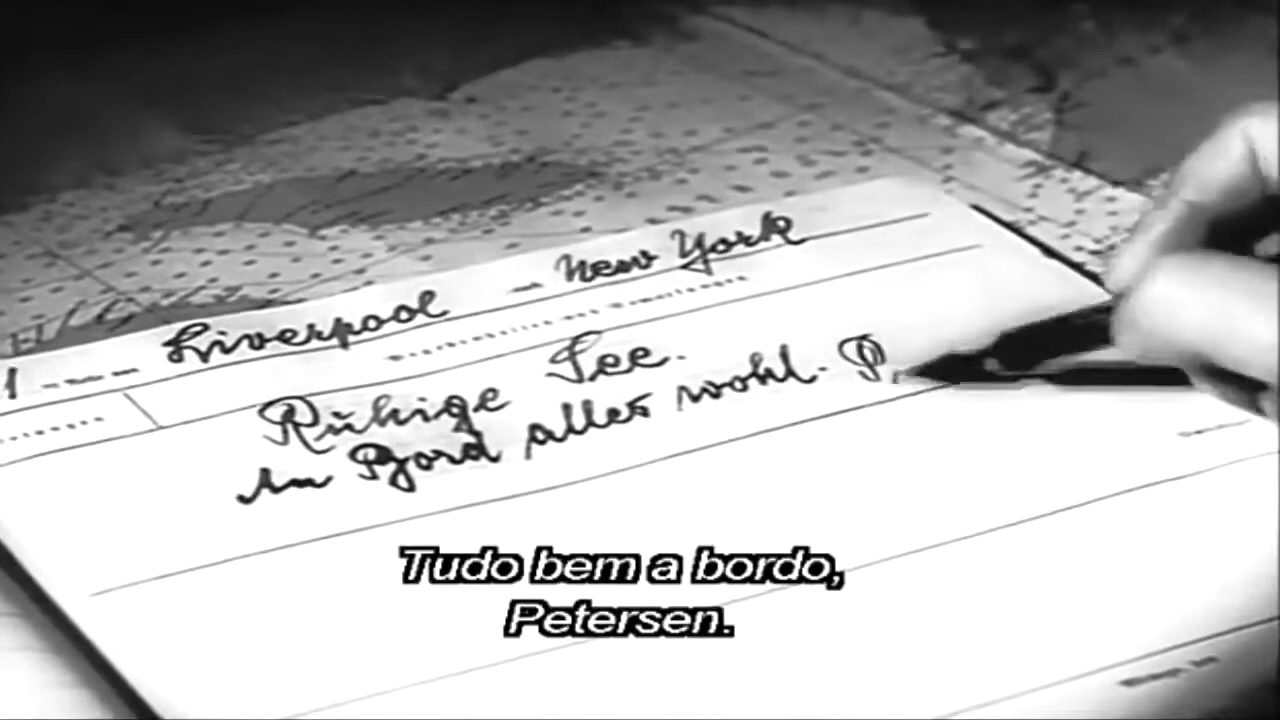 Liverpool – New York
Ruhige See.
An Bord alles wohl. P
Tudo bem a bordo,
Petersen.